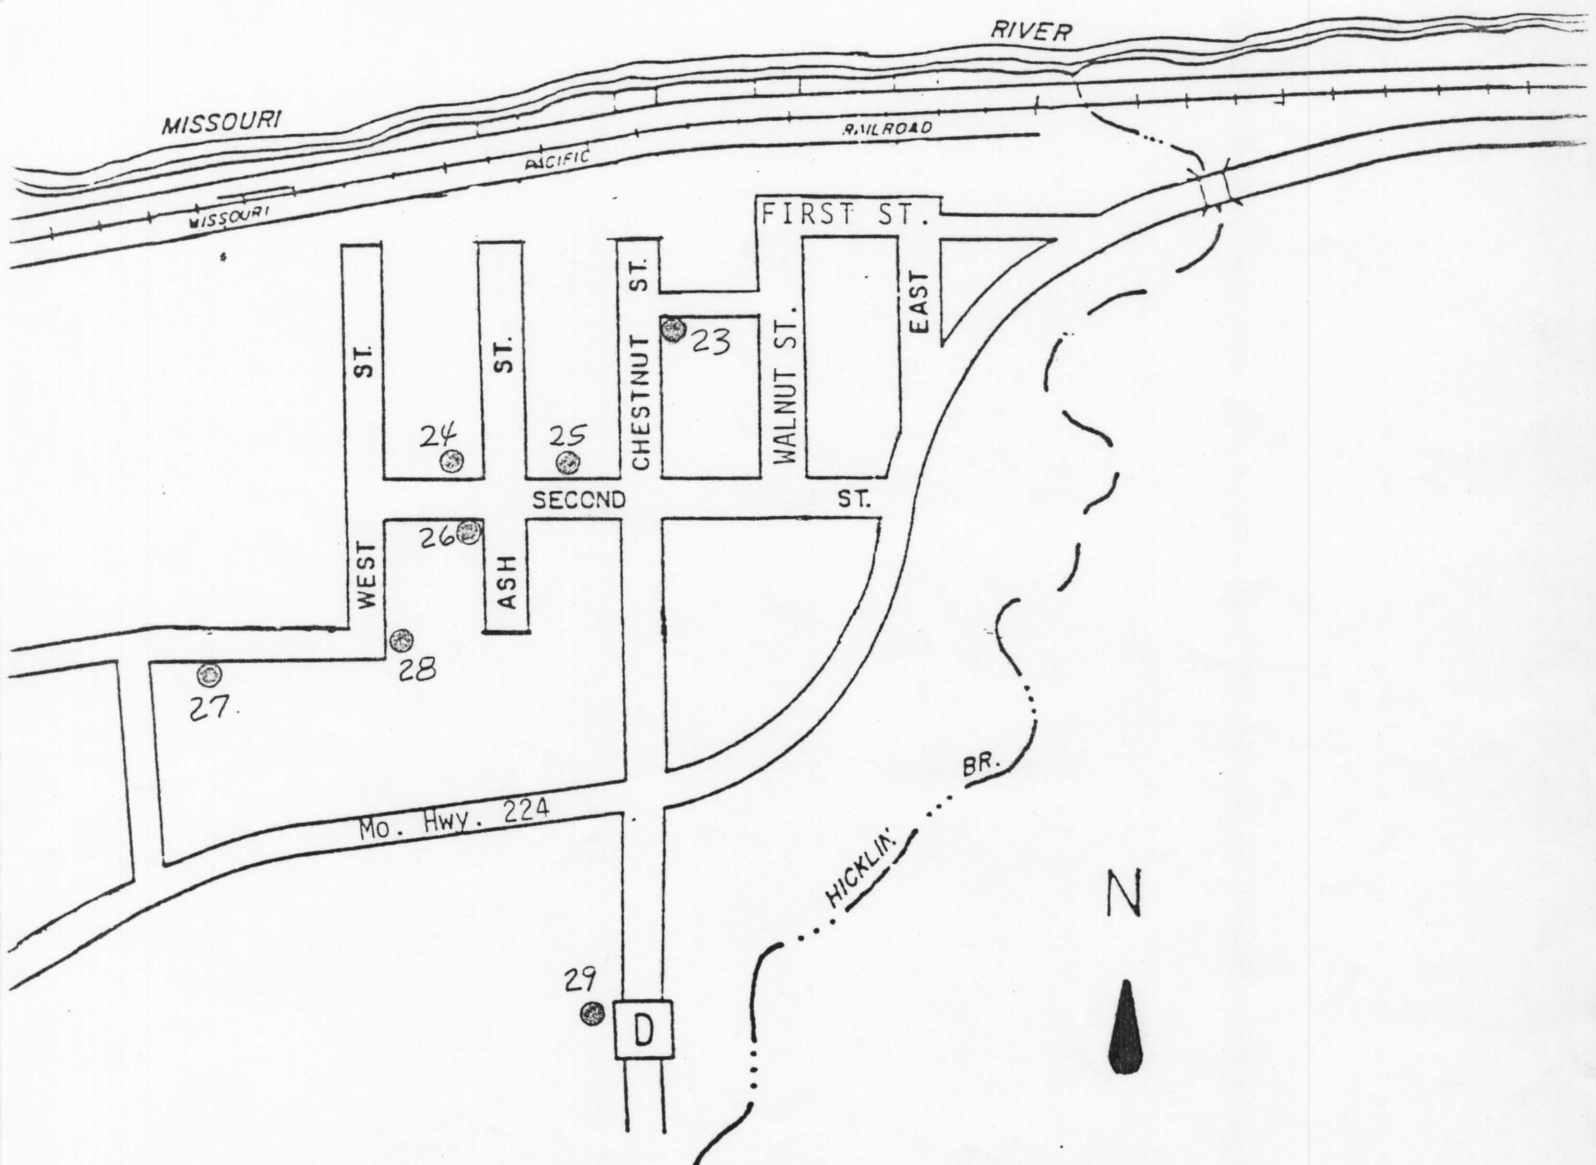 RIVER
MISSOURI
RAILROAD
PACIFIC
MISSOURI
FIRST ST.
ST.
ST.
CHESTNUT ST.
23
WALNUT ST.
EAST
24
25
SECOND ST.
26
WEST
ASH
28
27
BR.
Mo. Hwy. 224
HICKLIN
N
29
D